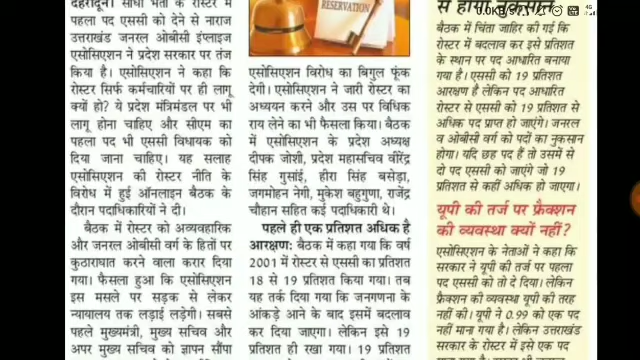 देहरादून। सीधी भर्ती के रोस्टर में
पहला पद एससी को देने से नाराज
उत्तराखंड जनरल ओबीसी इंप्लाइज
एसोसिएशन ने प्रदेश सरकार पर तंज
किया है। एसोसिएशन ने कहा कि
रोस्टर सिर्फ कर्मचारियों पर ही लागू
क्यों हो? ये प्रदेश मंत्रिमंडल पर भी
लागू होना चाहिए और सीएम का
पहला पद भी एससी विधायक को
दिया जाना चाहिए। यह सलाह
एसोसिएशन की रोस्टर नीति के
विरोध में हुई ऑनलाइन बैठक के
दौरान पदाधिकारियों ने दी।
बैठक में रोस्टर को अव्यवहारिक
और जनरल ओबीसी वर्ग के हितों पर
कुठाराघात करने वाला करार दिया
गया। फैसला हुआ कि एसोसिएशन
इस मसले पर सड़क से लेकर
न्यायालय तक लड़ाई लड़ेगी। सबसे
पहले मुख्यमंत्री, मुख्य सचिव और
अपर मुख्य सचिव को ज्ञापन सौंपा
RESERVATION
एसोसिएशन विरोध का बिगुल फूंक
देगी। एसोसिएशन ने जारी रोस्टर का
अध्ययन करने और उस पर विधिक
राय लेने का भी फैसला किया। बैठक
में एसोसिएशन के प्रदेश अध्यक्ष
दीपक जोशी, प्रदेश महासचिव वीरेंद्र
सिंह गुसांई, हीरा सिंह बसेड़ा,
जगमोहन नेगी, मुकेश बहुगुणा, राजेंद्र
चौहान सहित कई पदाधिकारी थे।
पहले ही एक प्रतिशत अधिक है
आरक्षण: बैठक में कहा गया कि वर्ष
2001 में रोस्टर से एससी का प्रतिशत
18 से 19 प्रतिशत किया गया। तब
यह तर्क दिया गया कि जनगणना के
आंकड़े आने के बाद इसमें बदलाव
कर दिया जाएगा। लेकिन इसे 19
प्रतिशत ही रखा गया। 19 प्रतिशत
से होगा नुकसान
बैठक में चिंता जाहिर की गई कि
रोस्टर में बदलाव कर इसे प्रतिशत
के स्थान पर पद आधारित बनाया
गया है। एससी को 19 प्रतिशत
आरक्षण है लेकिन पद आधारित
रोस्टर से एससी को 19 प्रतिशत से
अधिक पद प्राप्त हो जाएंगे। जनरल
व ओबीसी वर्ग को पदों का नुकसान
होगा। यदि छह पद हैं तो उसमें से
दो पद एससी को जाएंगे जो 19
प्रतिशत से कहीं अधिक हो जाएगा।
यूपी की तर्ज पर फ्रैक्शन
की व्यवस्था क्यों नहीं?
एसोसिएशन के नेताओं ने कहा कि
सरकार ने यूपी की तर्ज पर पहला
पद एससी को तो दे दिया। लेकिन
फ्रैक्शन की व्यवस्था यूपी की तरह
नहीं की। यूपी ने 0.99 को एक पद
नहीं माना गया है। लेकिन उत्तराखंड
सरकार के रोस्टर में इसे एक पद